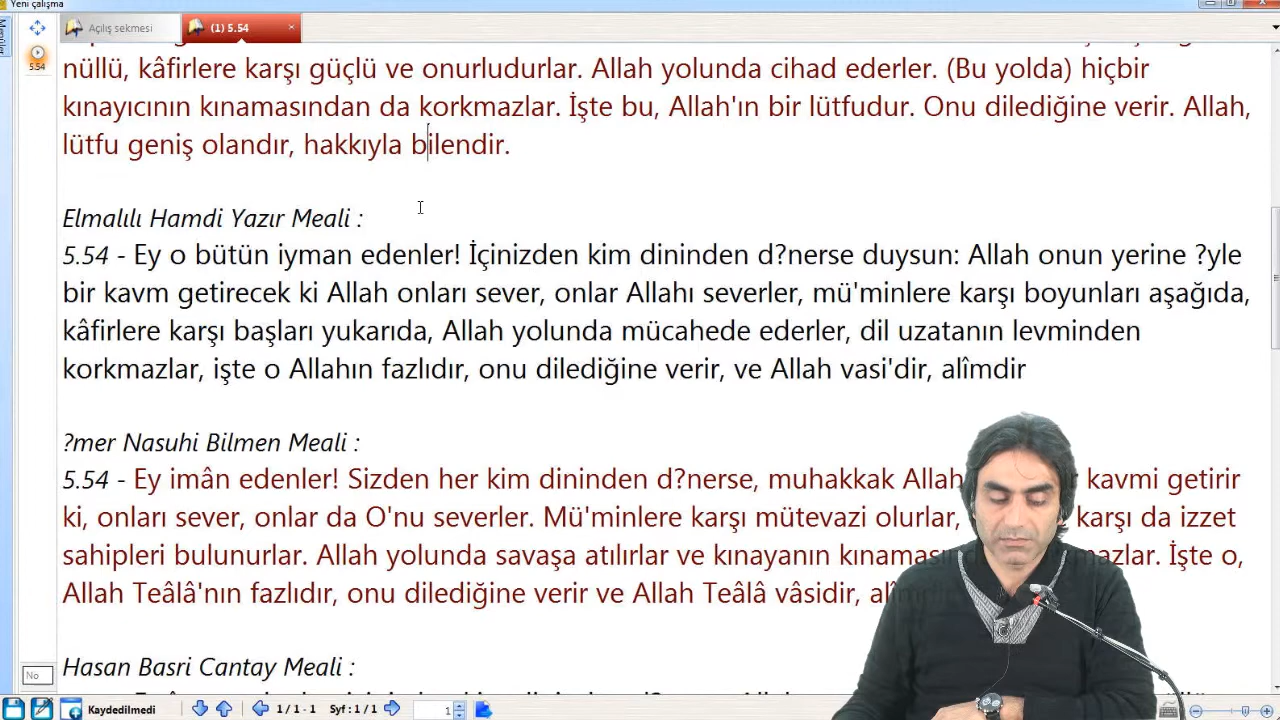 Yeni çalışma
Menüler
Açılış sekmesi
(1) 5.54
5.54
nüllü, kâfirlere karşı güçlü ve onurludurlar. Allah yolunda cihad ederler. (Bu yolda) hiçbir
kınayıcının kınamasından da korkmazlar. İşte bu, Allah'ın bir lütfudur. Onu dilediğine verir. Allah,
lütfu geniş olandır, hakkıyla bilendir.
Elmalılı Hamdi Yazır Meali :
5.54 - Ey o bütün iyman edenler! İçinizden kim dininden d?nerse duysun: Allah onun yerine ?yle
bir kavm getirecek ki Allah onları sever, onlar Allahı severler, mü'minlere karşı boyunları aşağıda,
kâfirlere karşı başları yukarıda, Allah yolunda mücahede ederler, dil uzatanın levminden
korkmazlar, işte o Allahın fazlıdır, onu dilediğine verir, ve Allah vasi'dir, alîmdir
?mer Nasuhi Bilmen Meali :
5.54 - Ey imân edenler! Sizden her kim dininden d?nerse, muhakkak Allah kavmi getirir
ki, onları sever, onlar da O'nu severler. Mü'minlere karşı mütevazi olurlar, karşı da izzet
sahipleri bulunurlar. Allah yolunda savaşa atılırlar ve kınayanın İşte o,
Allah Teâlâ'nın fazlıdır, onu dilediğine verir ve Allah Teâlâ vâsidir,
Hasan Basri Cantay Meali :
No
Kaydedilmedi
1 / 1 - 1
Syf : 1 / 1
1